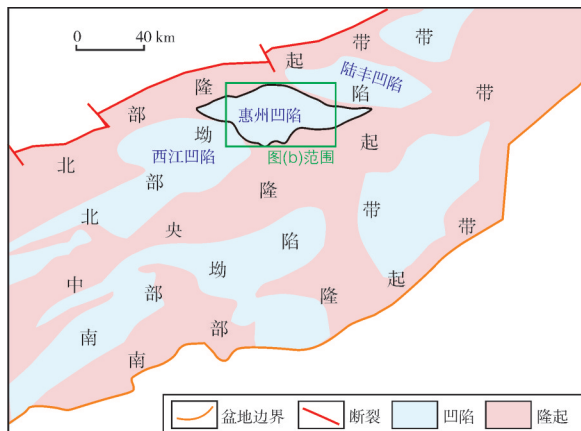 0 40 km
北部隆起带
陆丰凹陷
惠州凹陷
图(b)范围
西江凹陷
北部坳陷带
中央隆起带
南部坳陷带
南部隆起带
盆地边界 断裂 凹陷 隆起